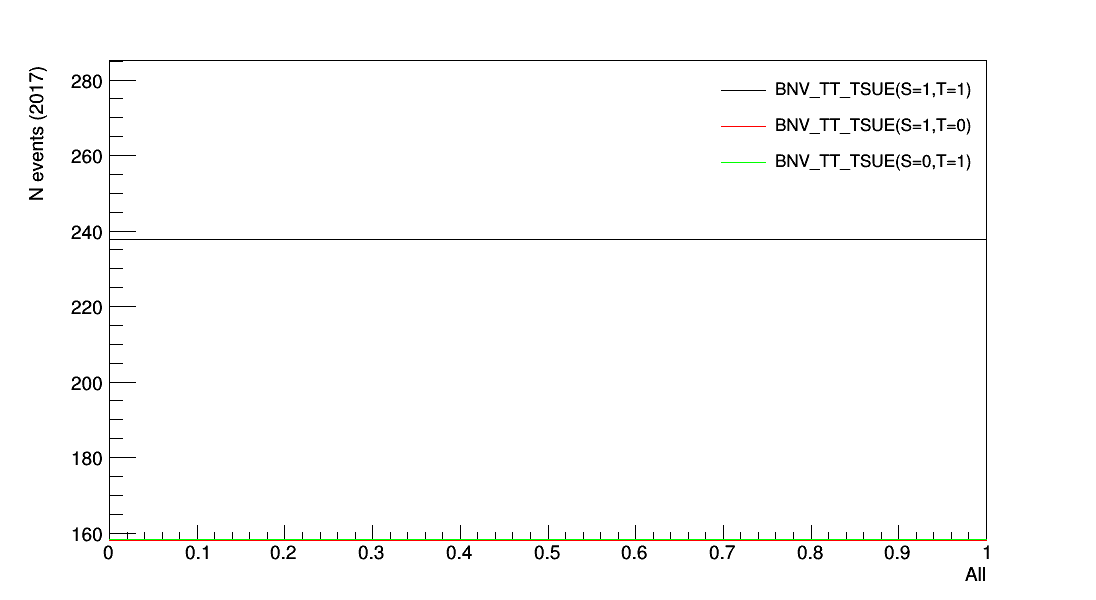 N events (2017)
BNV_TT_TSUE(S=1,T=1)
BNV_TT_TSUE(S=1,T=0)
BNV_TT_TSUE(S=0,T=1)
280
260
240
220
200
180
160
0 0.1 0.2 0.3 0.4 0.5 0.6 0.7 0.8 0.9 1
All